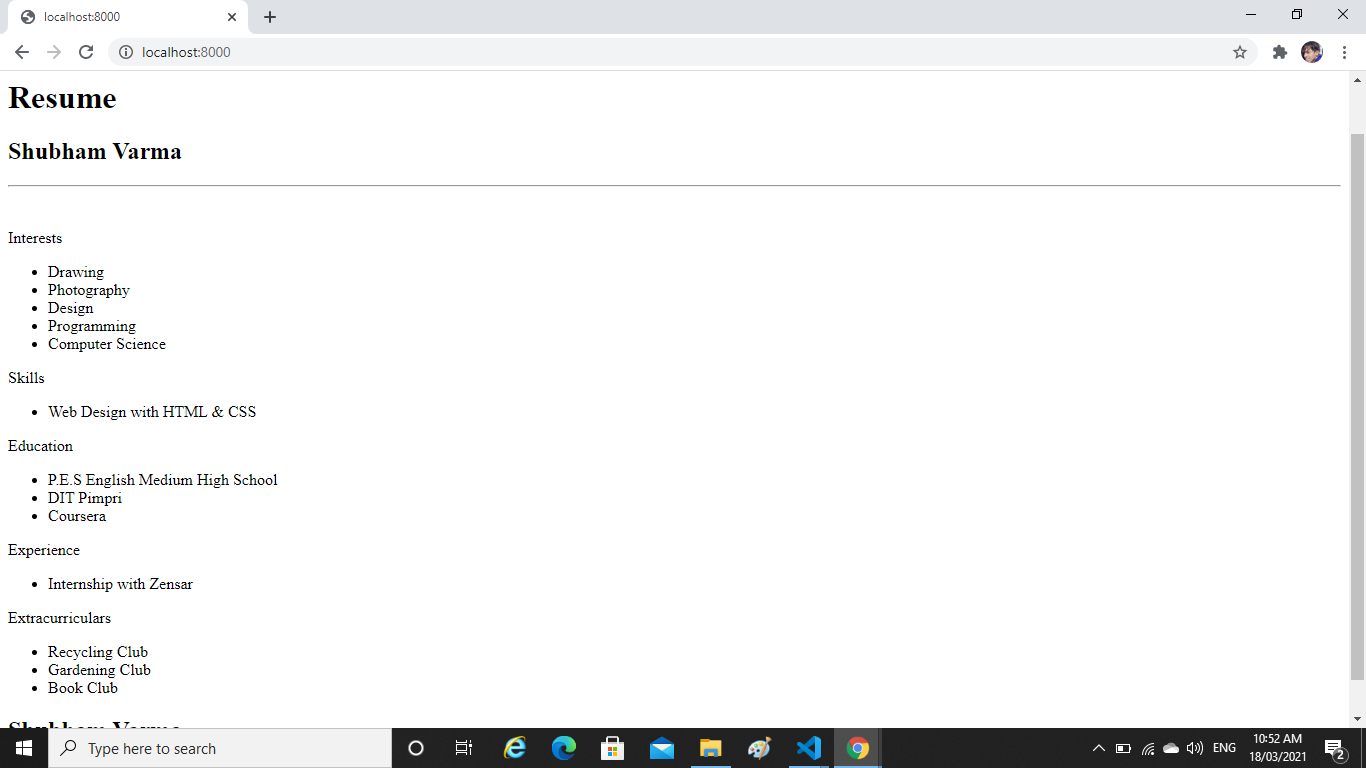 localhost:8000
localhost:8000
Resume
Shubham Varma
Interests
Drawing
Photography
Design
Programming
Computer Science
Skills
Web Design with HTML & CSS
Education
P.E.S English Medium High School
DIT Pimpri
Coursera
Experience
Internship with Zensar
Extracurriculars
Recycling Club
Gardening Club
Book Club
Shubham Varma
Type here to search
ENG
10:52 AM
18/03/2021
2